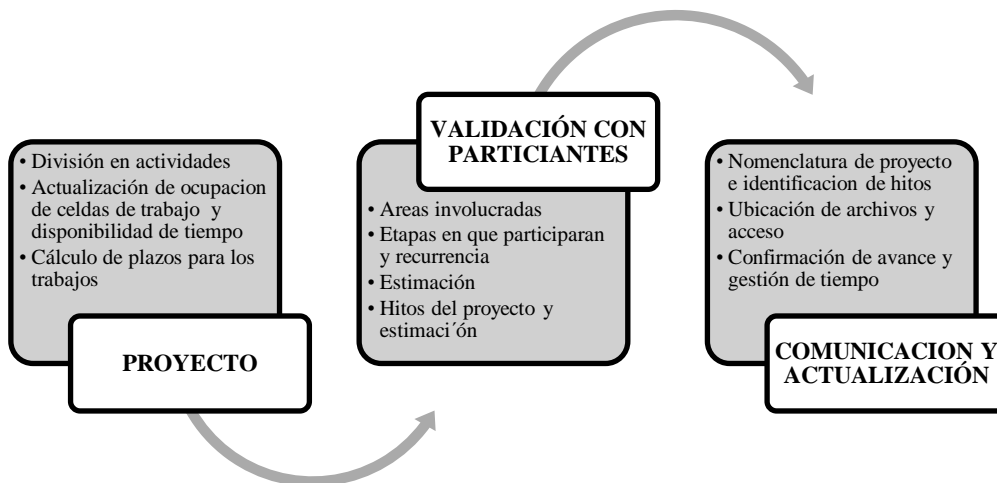 • División en actividades
• Actualización de ocupacion
de celdas de trabajo y
disponibilidad de tiempo
• Cálculo de plazos para los
trabajos
PROYECTO
VALIDACIÓN CON
PARTICIANTES
• Areas involucradas
• Etapas en que participaran
y recurrencia
• Estimación
• Hitos del proyecto y
estimaci´ón
• Nomenclatura de proyecto
e identificacion de hitos
• Ubicación de archivos y
acceso
• Confirmación de avance y
gestión de tiempo
COMUNICACION Y
ACTUALIZACIÓN